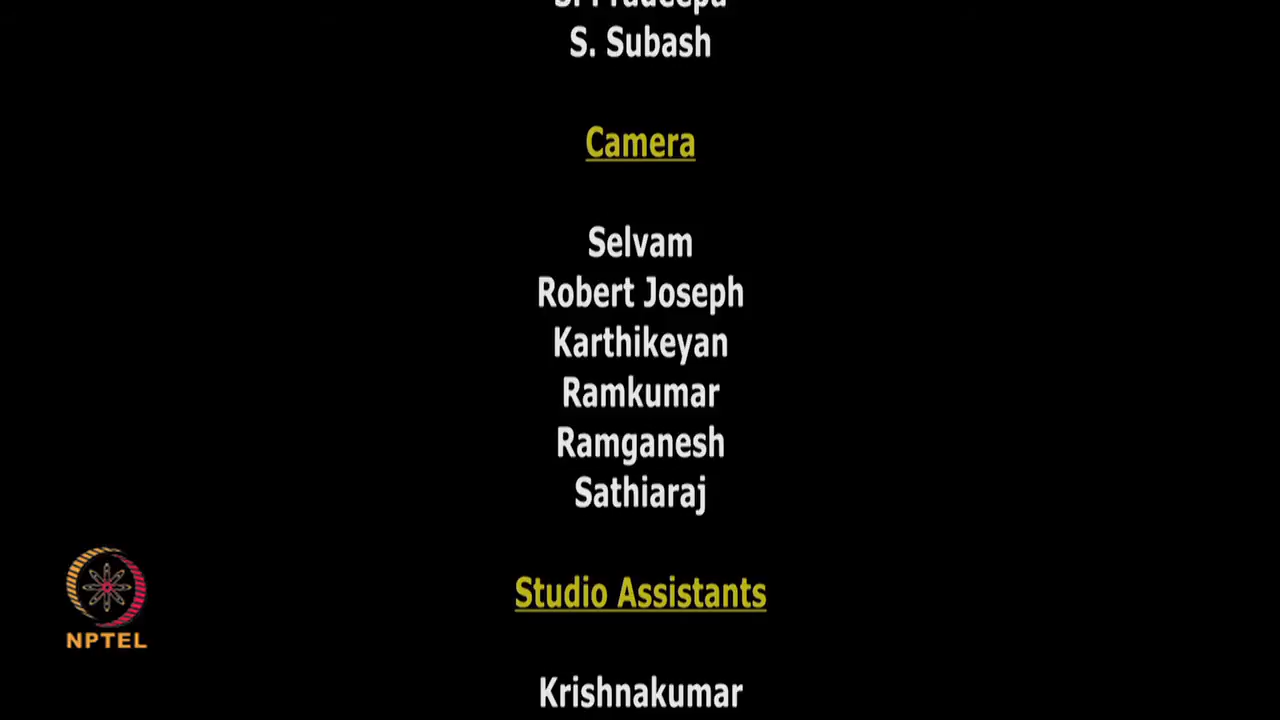 S. Subash
Camera
Selvam
Robert Joseph
Karthikeyan
Ramkumar
Ramganesh
Sathiaraj
Studio Assistants
Krishnakumar
NPTEL